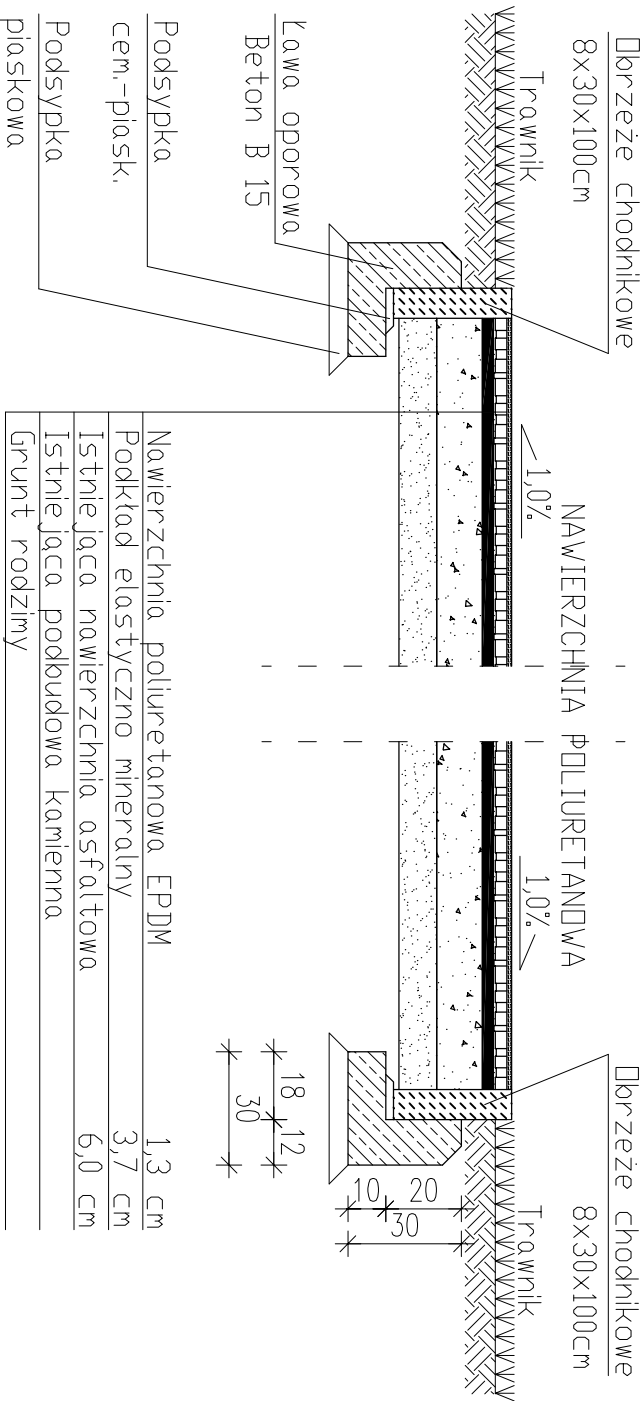 Obrzeże chodnikowe
8x30x100cm
Trawnik
Obrzeże chodnikowe
8x30x100cm
Trawnik
NAWIERZCHNIA POLIURETANOWA
1,0%
1,0%
Ława oporowa
Beton B 15
Podsypka
cem.-piask.
Podsypka
piaskowa
20
10
30
18
12
30
Nawierzchnia poliuretanowa EPDM 1,3 cm
Podkład elastyczno mineralny 3,7 cm
Istniejąca nawierzchnia asfaltowa 6,0 cm
Istniejąca podbudowa kamienna
Grunt rodzimy